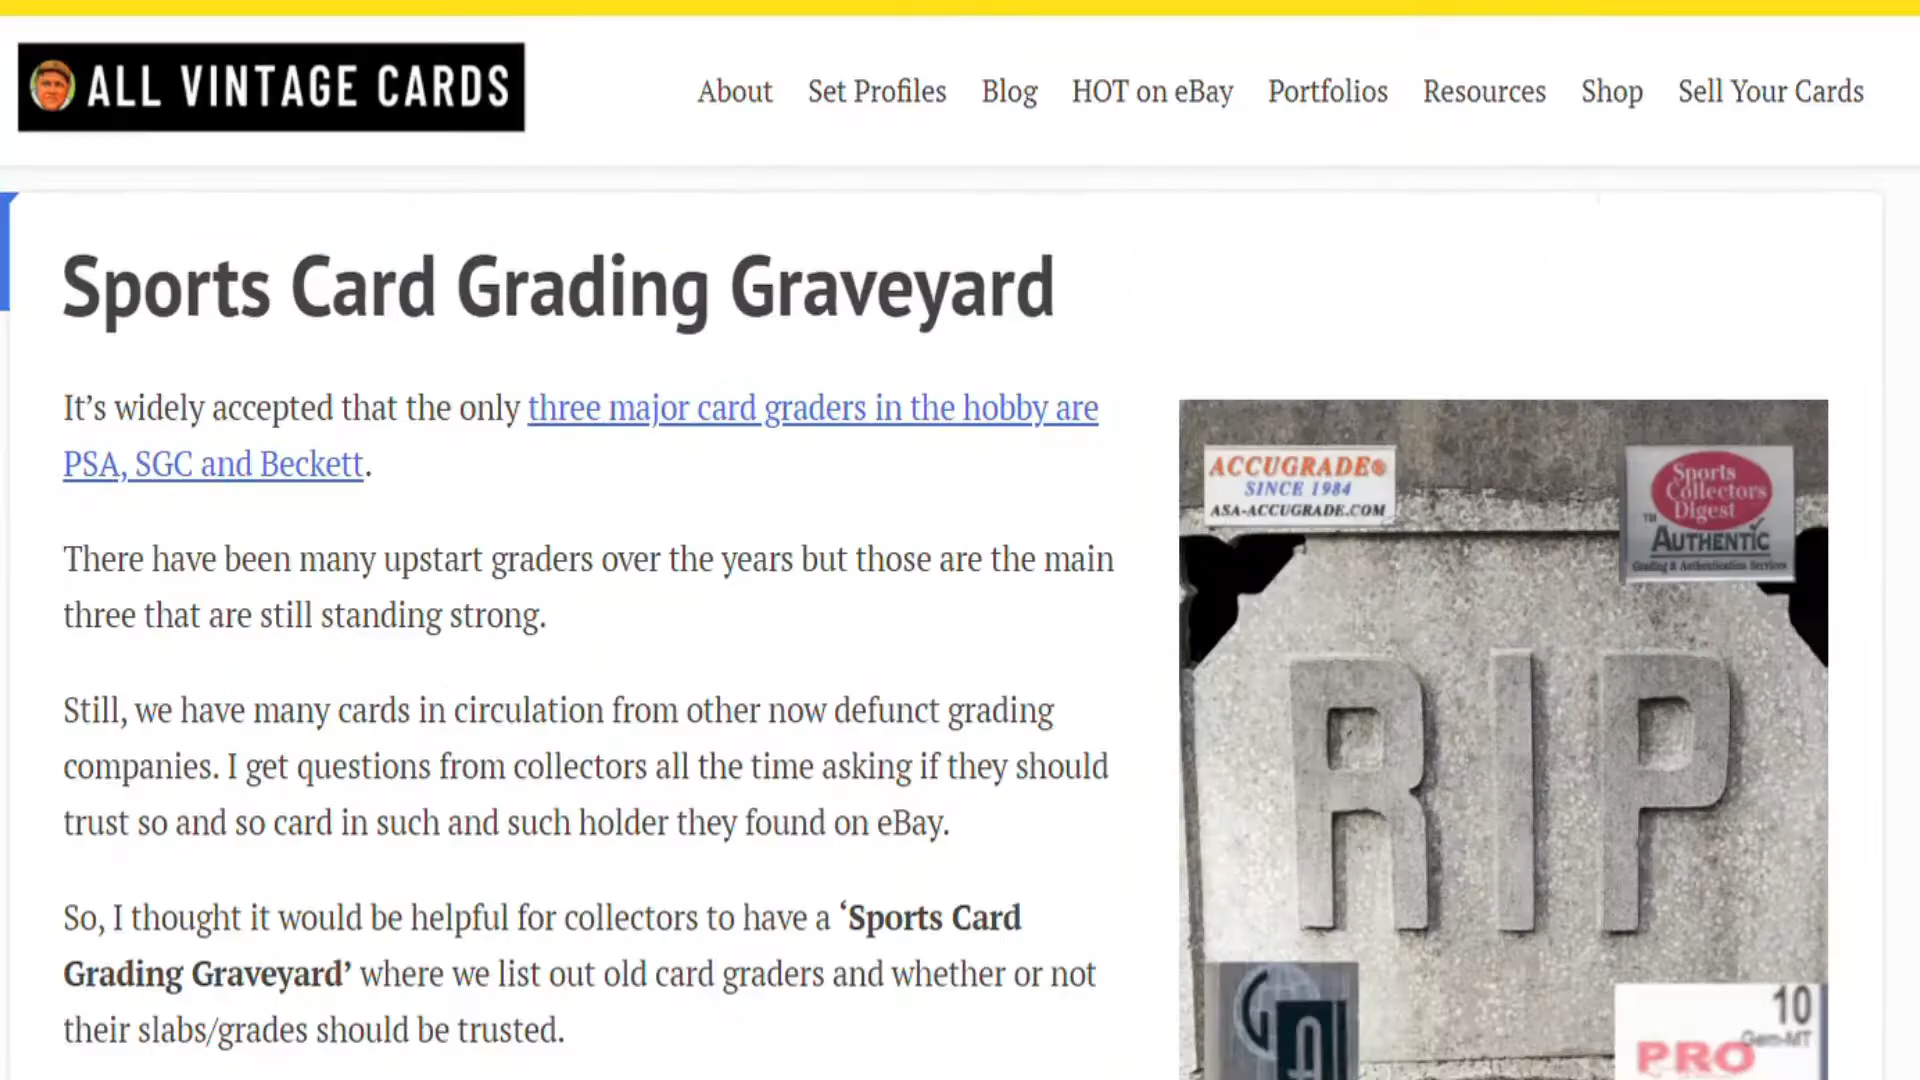 ALL VINTAGE CARDS
About Set Profiles Blog HOT on eBay Portfolios Resources Shop Sell Your Cards
Sports Card Grading Graveyard
It’s widely accepted that the only three major card graders in the hobby are
PSA, SGC and Beckett.
There have been many upstart graders over the years but those are the main
three that are still standing strong.
Still, we have many cards in circulation from other now defunct grading
companies. I get questions from collectors all the time asking if they should
trust so and so card in such and such holder they found on eBay.
So, I thought it would be helpful for collectors to have a ‘Sports Card
Grading Graveyard’ where we list out old card graders and whether or not
their slabs/grades should be trusted.
ACCUGRADE®
SINCE 1984
ASA-ACCUGRADE.COM
Sports
Collectors
Digest
TM
AUTHENTIC
Grading & Authentication Services
RIP
GAI
10
Gem-MT
PRO